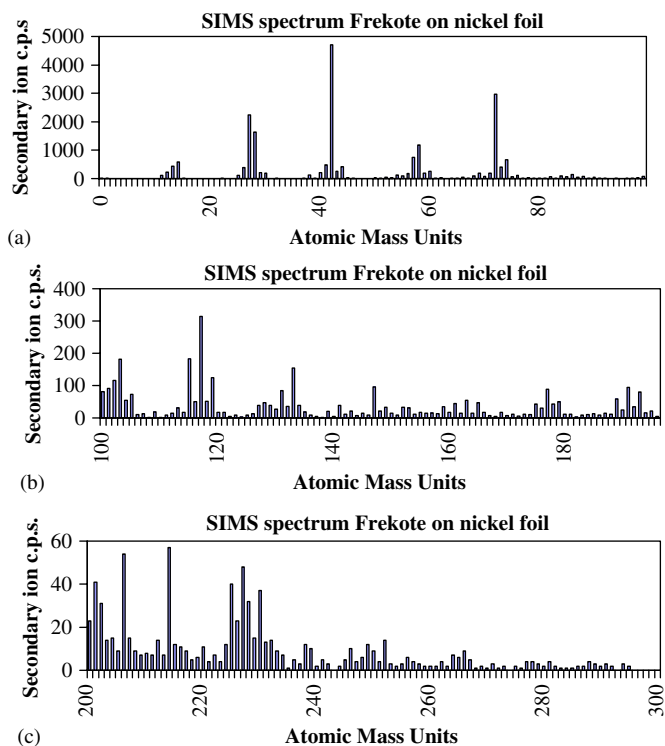 SIMS spectrum Frekote on nickel foil
Secondary ion c.p.s
5000
4000
3000
2000
1000
0
0
20
40
60
80
Atomic Mass Units
(a)
SIMS spectrum Frekote on nickel foil
Secondary ion c.p.s.
400
300
200
100
0
100
120
140
160
180
Atomic Mass Units
(b)
SIMS spectrum Frekote on nickel foil
Secondary ion c.p.s.
60
40
20
0
200
220
240
260
280
300
Atomic Mass Units
(c)